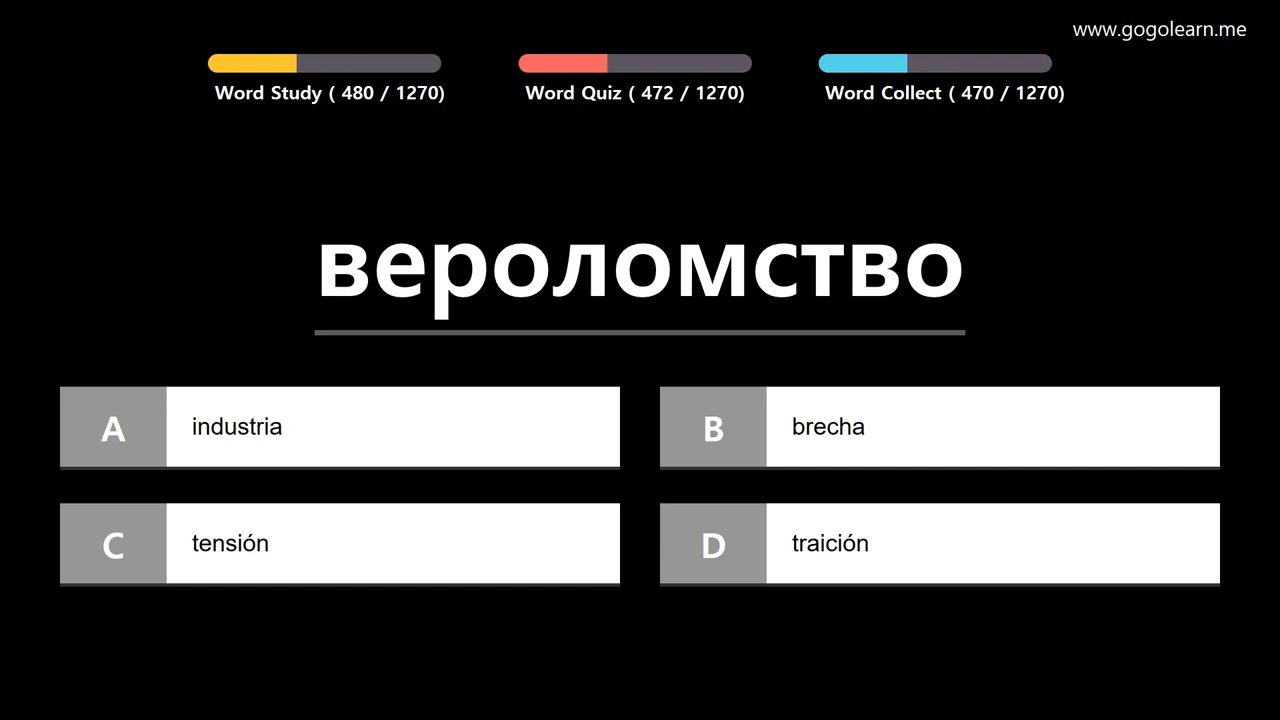 www.gogolearn.me
Word Study ( 480 / 1270)
Word Quiz ( 472 / 1270)
Word Collect ( 470 / 1270)
вероломство
A industria
B brecha
C tensión
D traición